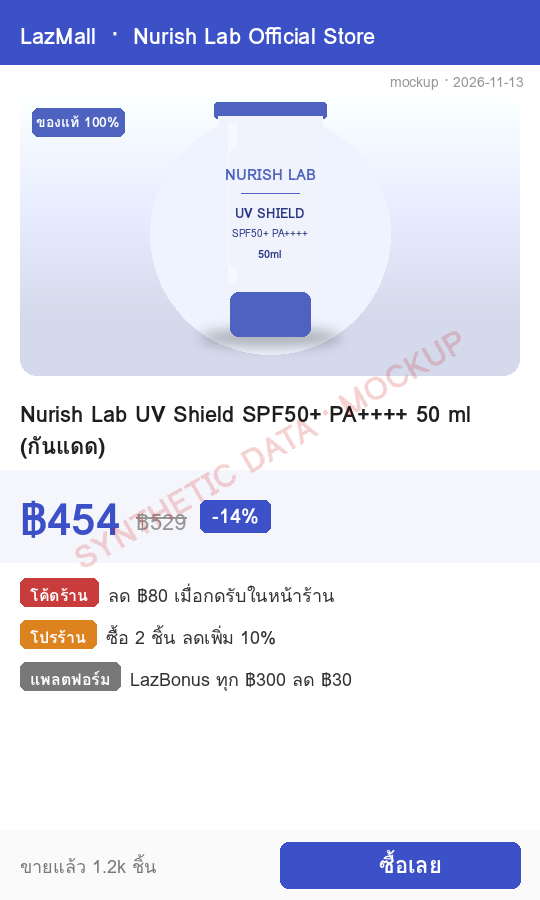 LazMall · Nurish Lab Official Store
mockup · 2026-11-13
ของแท้ 100%
NURISH LAB
UV SHIELD
SPF50+ PA++++
50ml
SYNTHETIC DATA · MOCKUP
Nurish Lab UV Shield SPF50+ PA++++ 50 ml
(กันแดด)
฿454 ฿529 -14%
โค้ดร้าน ลด ฿80 เมื่อกดรับในหน้าร้าน
โปรร้าน ซื้อ 2 ชิ้น ลดเพิ่ม 10%
แพลตฟอร์ม LazBonus ทุก ฿300 ลด ฿30
ขายแล้ว 1.2k ชิ้น ซื้อเลย